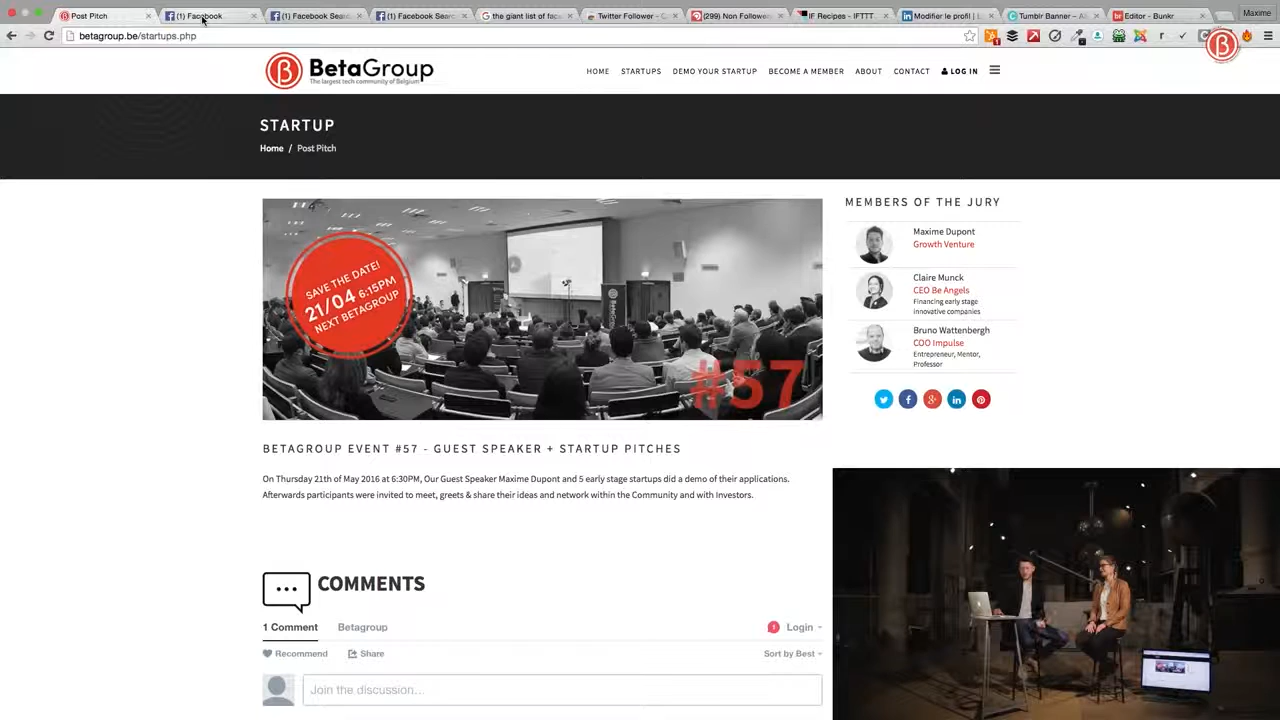 Post Pitch
(1) Facebook
(1) Facebook Sear
(1) Facebook Searc
the giant list of face
Twitter Follower - C
(299) Non Followe
IF Recipes - IFTTT
Modifier le profil | L
Tumblr Banner - A
Editor - Bunkr
Maxime
betagroup.be/startups.php
BetaGroup
The largest tech community of Belgium
HOME
STARTUPS
DEMO YOUR STARTUP
BECOME A MEMBER
ABOUT
CONTACT
LOG IN
STARTUP
Home / Post Pitch
SAVE THE DATE!
21/04 6:15PM
NEXT BETAGROUP
#57
MEMBERS OF THE JURY
Maxime Dupont
Growth Venture
Claire Munck
CEO Be Angels
Financing early stage
innovative companies
Bruno Wattenbergh
COO Impulse
Entrepreneur, Mentor,
Professor
BETAGROUP EVENT #57 - GUEST SPEAKER + STARTUP PITCHES
On Thursday 21th of May 2016 at 6:30PM, Our Guest Speaker Maxime Dupont and 5 early stage startups did a demo of their applications.
Afterwards participants were invited to meet, greets & share their ideas and network within the Community and with Investors.
COMMENTS
1 Comment
Betagroup
1
Login
Recommend
Share
Sort by Best
Join the discussion...